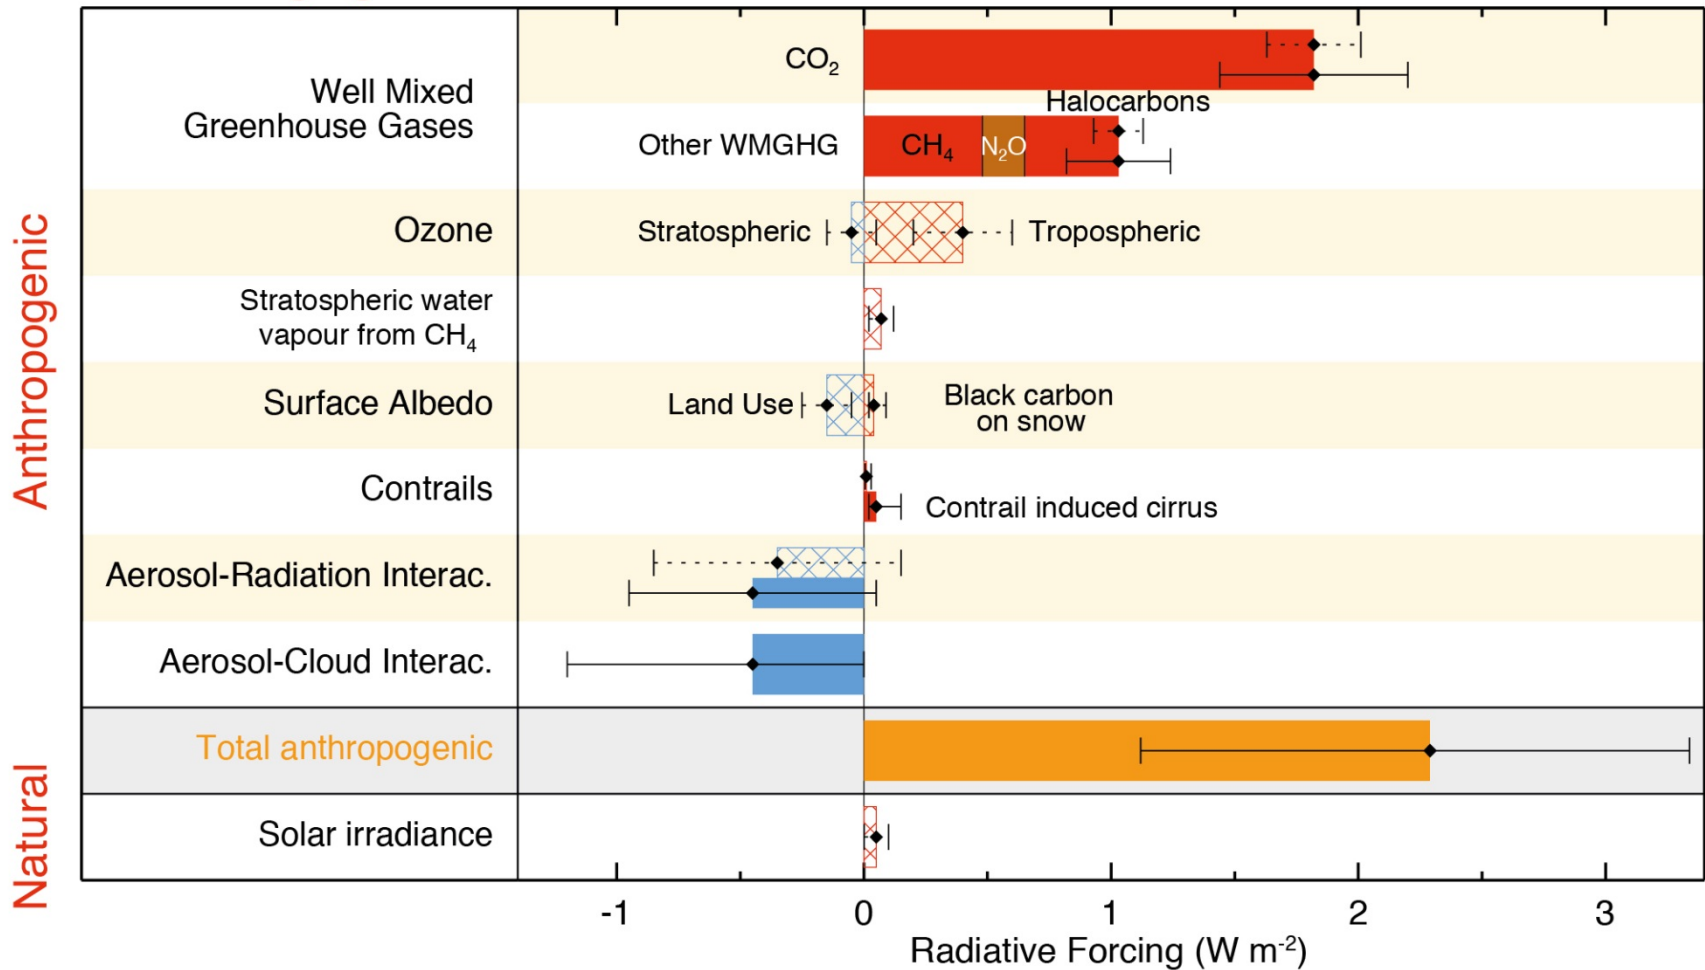 Anthropogenic
Natural
Well Mixed
Greenhouse Gases
CO₂
Halocarbons
Other WMGHG
CH₄
N₂O
Ozone
Stratospheric
Tropospheric
Stratospheric water
vapour from CH₄
Surface Albedo
Land Use
Black carbon
on snow
Contrails
Contrail induced cirrus
Aerosol-Radiation Interac.
Aerosol-Cloud Interac.
Total anthropogenic
Solar irradiance
-1 0 1 2 3
Radiative Forcing (W m⁻²)